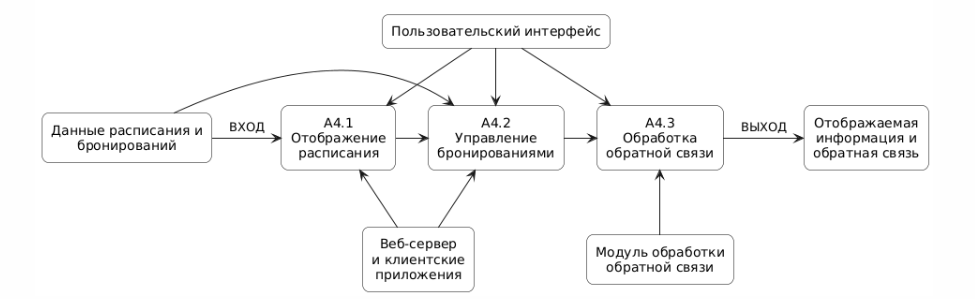 Пользовательский интерфейс
Данные расписания и
бронирований
ВХОД
A4.1
Отображение
расписания
A4.2
Управление
бронированиями
A4.3
Обработка
обратной связи
ВЫХОД
Отображаемая
информация и
обратная связь
Веб-сервер
и клиентские
приложения
Модуль обработки
обратной связи